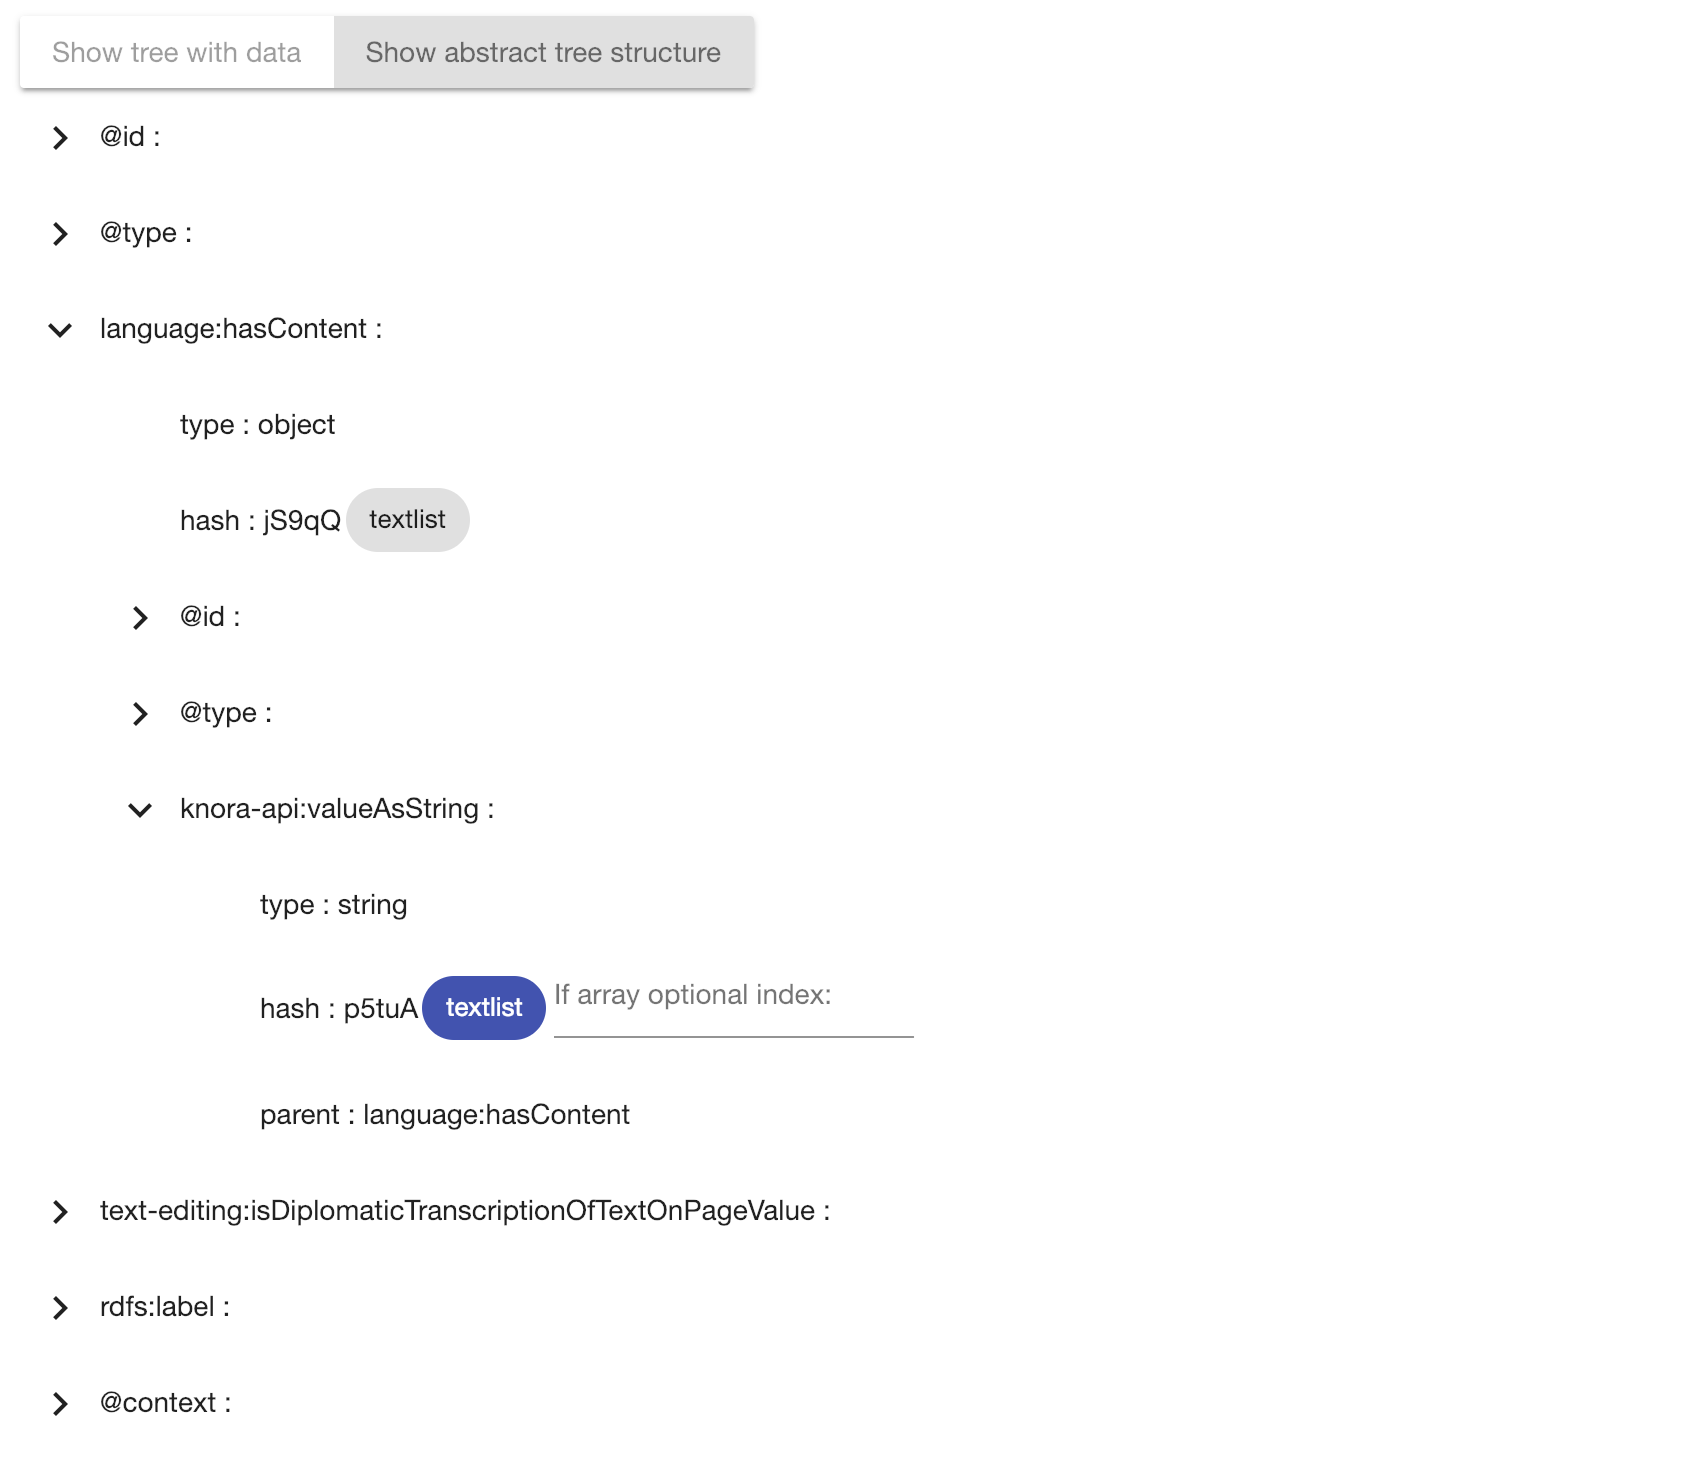 Show tree with data Show abstract tree structure
@id :
@type :
language:hasContent :
type : object
hash : jS9qQ textlist
@id :
@type :
knora-api:valueAsString :
type : string
hash : p5tuA textlist If array optional index:
parent : language:hasContent
text-editing:isDiplomaticTranscriptionOfTextOnPageValue :
rdfs:label :
@context :